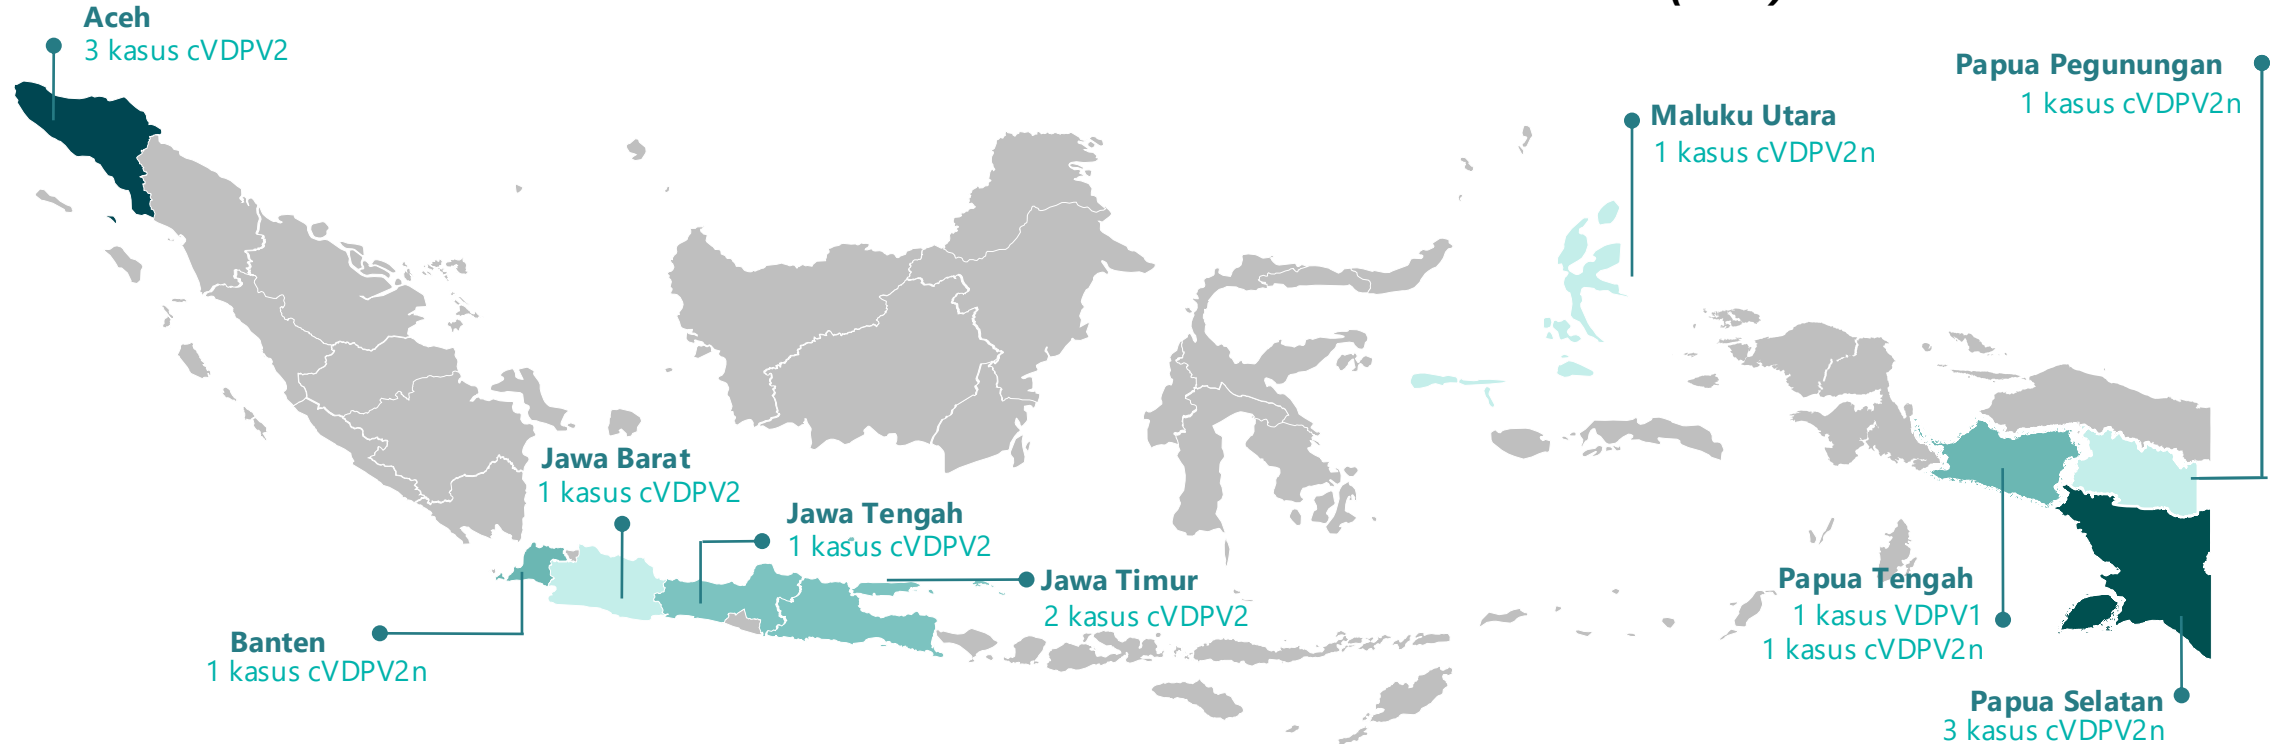 Aceh
3 kasus cVDPV2
Papua Pegunungan
1 kasus cVDPV2n
Maluku Utara
1 kasus cVDPV2n
Jawa Barat
1 kasus cVDPV2
Jawa Tengah
1 kasus cVDPV2
Jawa Timur
2 kasus cVDPV2
Banten
1 kasus cVDPV2n
Papua Tengah
1 kasus VDPV1
1 kasus cVDPV2n
Papua Selatan
3 kasus cVDPV2n